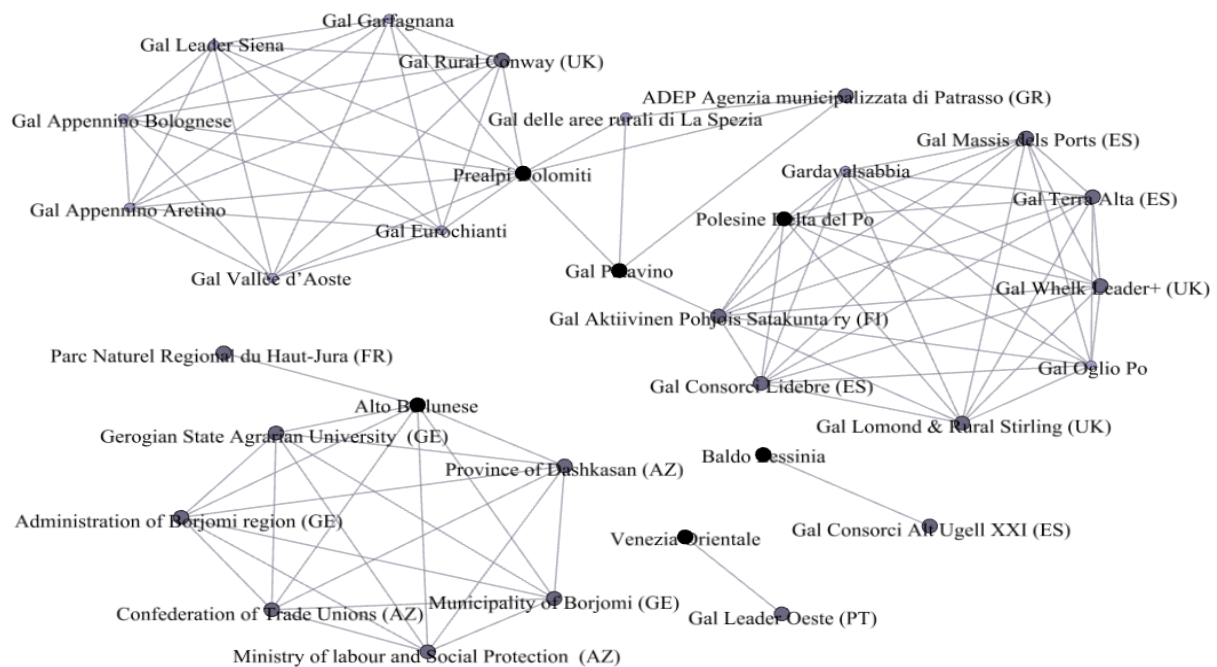 Gal Garfagnana
Gal Leader Siena
Gal Rural Conway (UK)
ADEP Agenzia municipalizzata di Patrasso (GR)
Gal Appennino Bolognese
Gal delle aree rurali di La Spezia
Gal Massis dels Ports (ES)
Gardavalsabbia
Prealpi Dolomiti
Gal Terra Alta (ES)
Gal Appennino Aretino
Polesine Delta del Po
Gal Eurochianti
Gal Patavino
Gal Vallée d'Aoste
Gal Whelk Leader+ (UK)
Gal Aktiivinen Pohjois Satakunta ry (FI)
Parc Naturel Regional du Haut-Jura (FR)
Gal Oglio Po
Gal Consorci Lidebre (ES)
Alto Bellunese
Gal Lomond & Rural Stirling (UK)
Gerogian State Agrarian University (GE)
Baldo Lessinia
Province of Dashkasan (AZ)
Administration of Borjomi region (GE)
Gal Consorci Alt Ugell XXI (ES)
Venezia Orientale
Municipality of Borjomi (GE)
Confederation of Trade Unions (AZ)
Gal Leader Oeste (PT)
Ministry of labour and Social Protection (AZ)